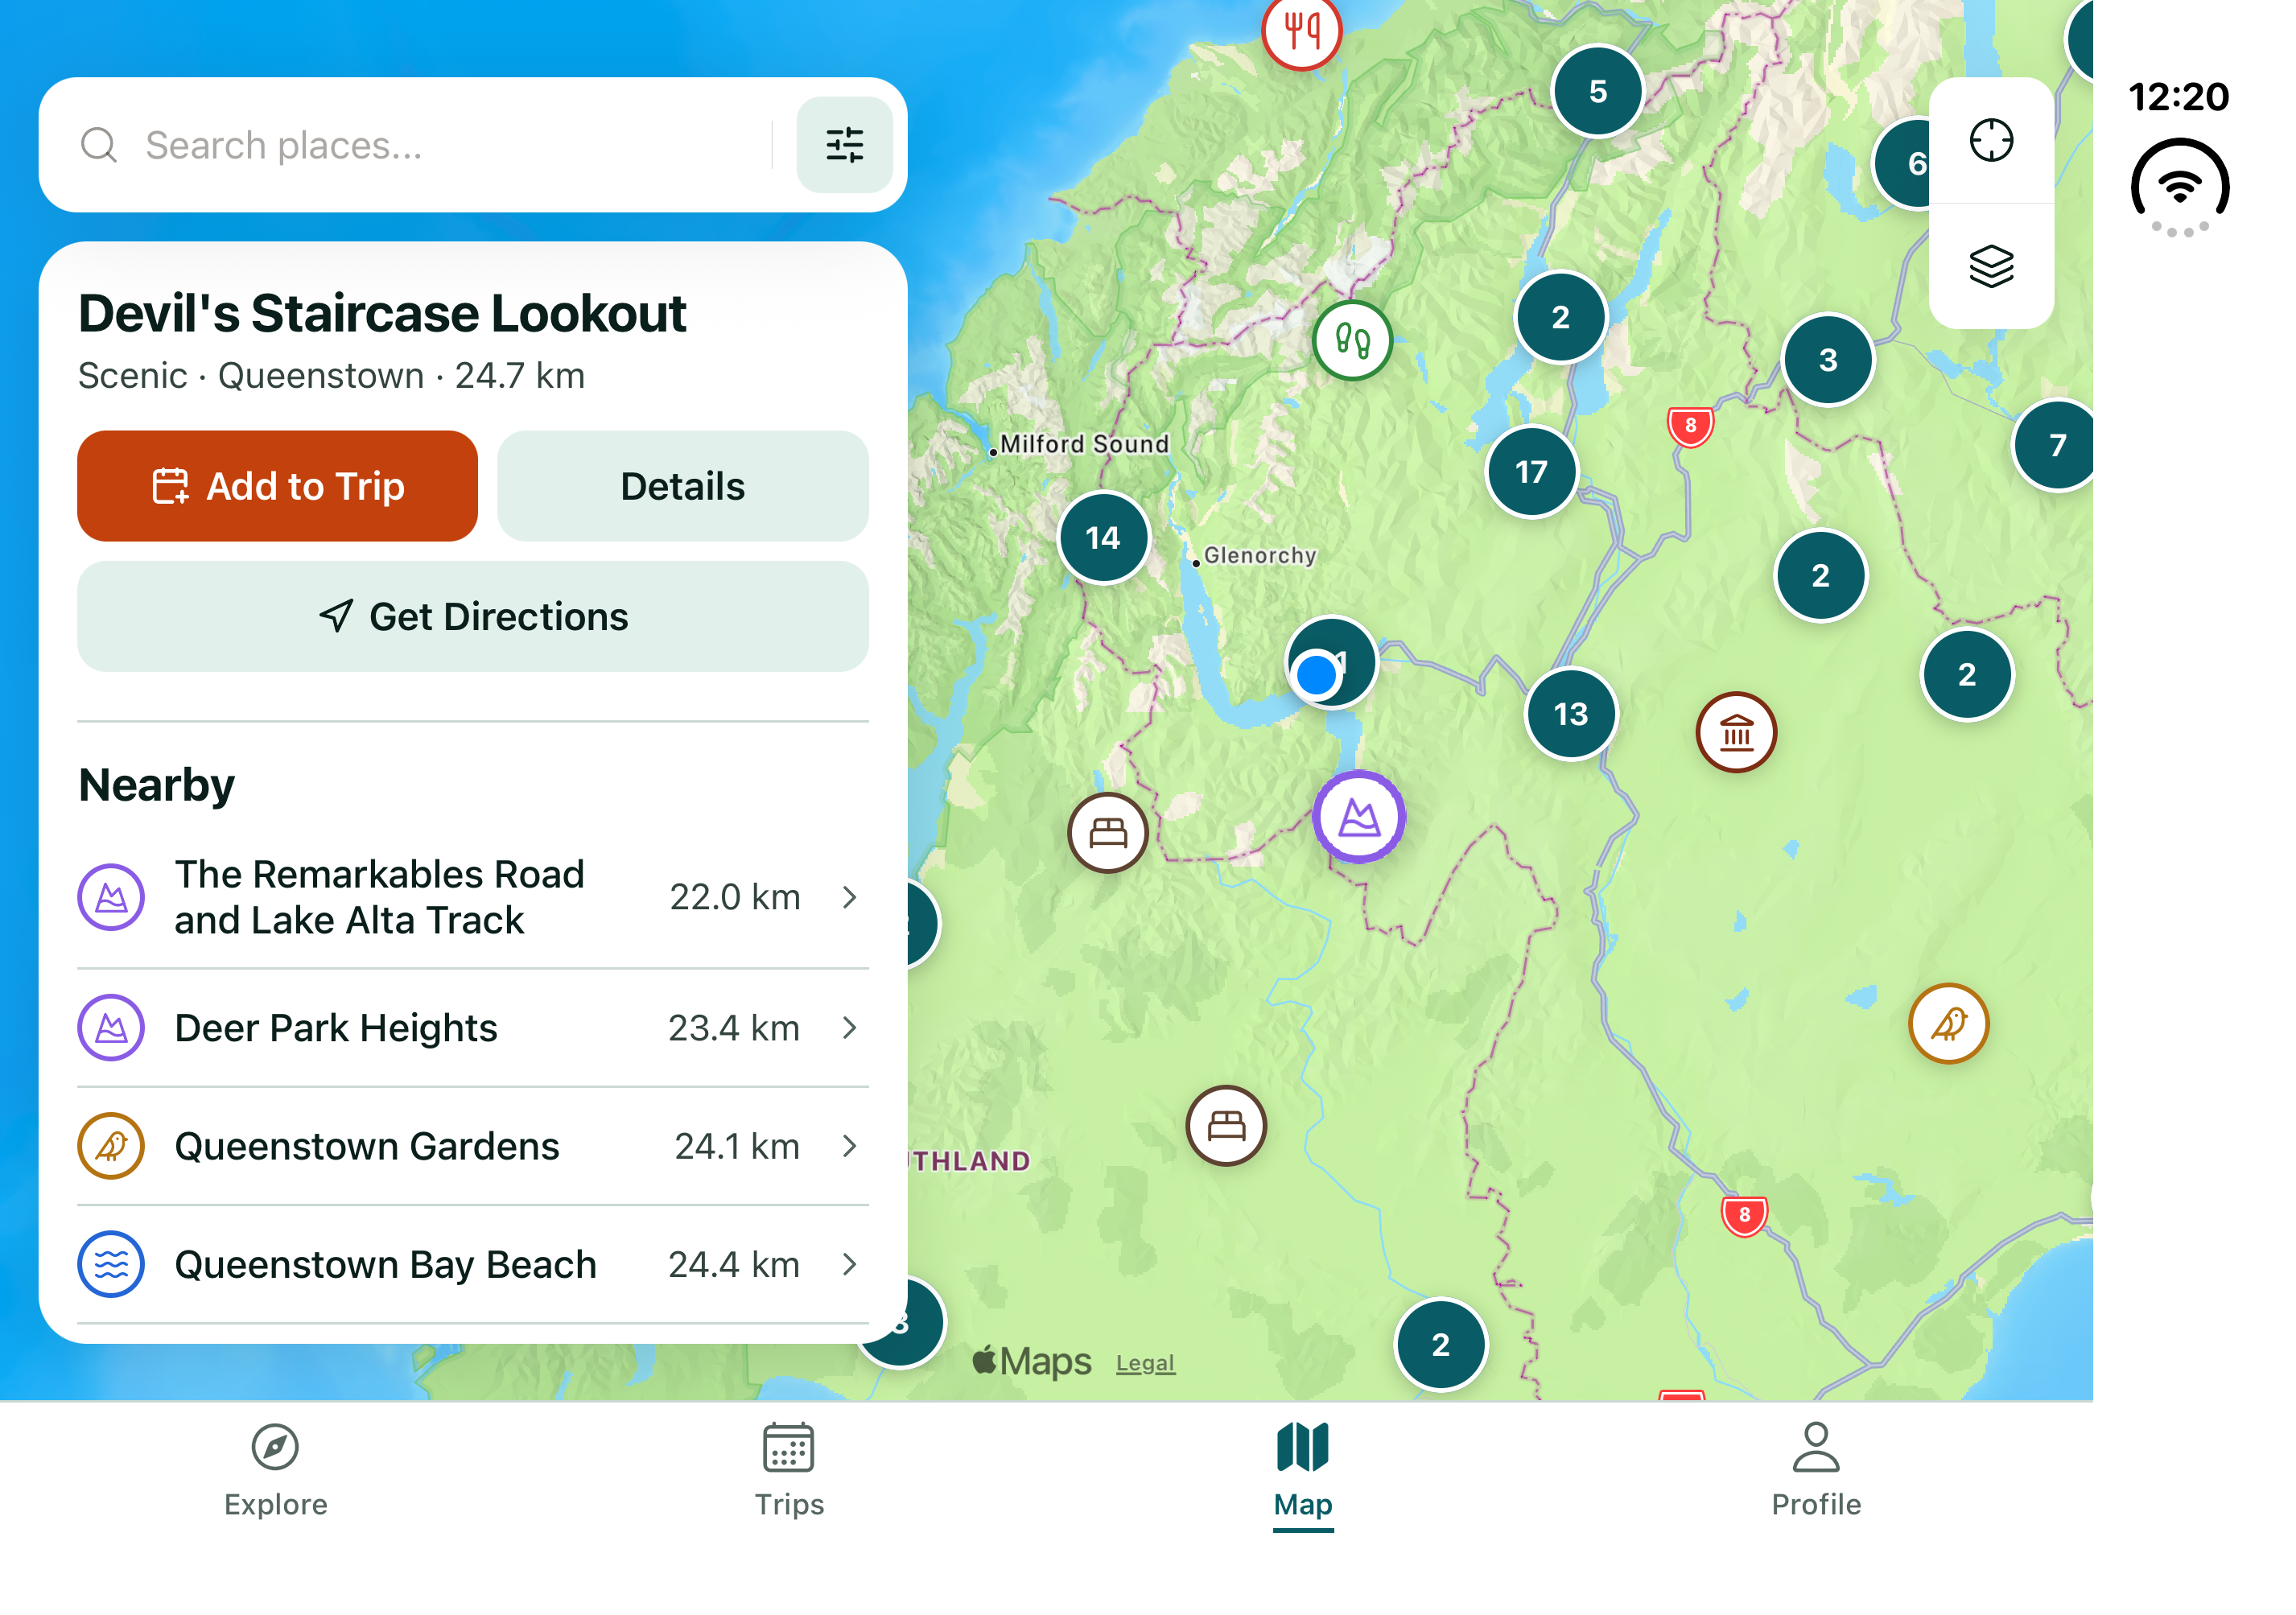 12:20
Search places...
Devil's Staircase Lookout
Scenic · Queenstown · 24.7 km
Add to Trip
Details
Get Directions
Nearby
The Remarkables Road
and Lake Alta Track
22.0 km
Deer Park Heights
23.4 km
Queenstown Gardens
24.1 km
Queenstown Bay Beach
24.4 km
5
6
2
3
8
7
17
Milford Sound
14
Glenorchy
2
2
13
8
2
Maps
Legal
Explore
Trips
Map
Profile